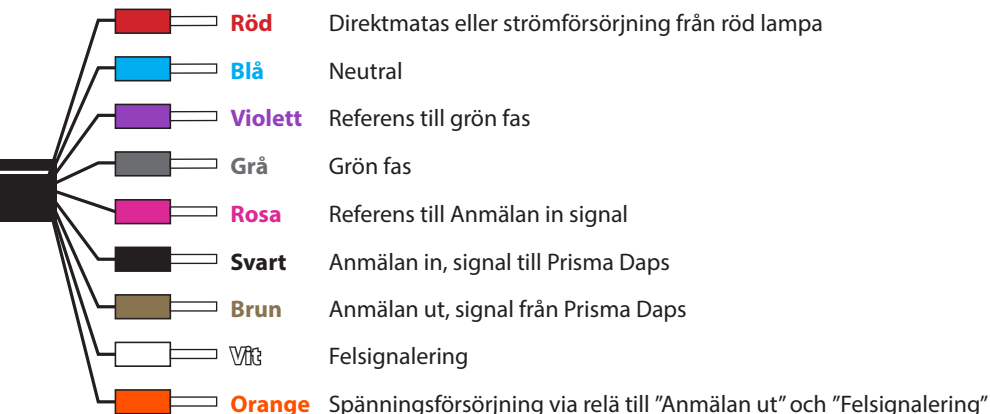 Röd Direktmatas eller strömförsörjning från röd lampa
Blå Neutral
Violett Referens till grön fas
Grå Grön fas
Rosa Referens till Anmälan in signal
Svart Anmälan in, signal till Prisma Daps
Brun Anmälan ut, signal från Prisma Daps
Vit Felsignalering
Orange Spänningsförsörjning via relä till ”Anmälan ut” och ”Felsignalering”